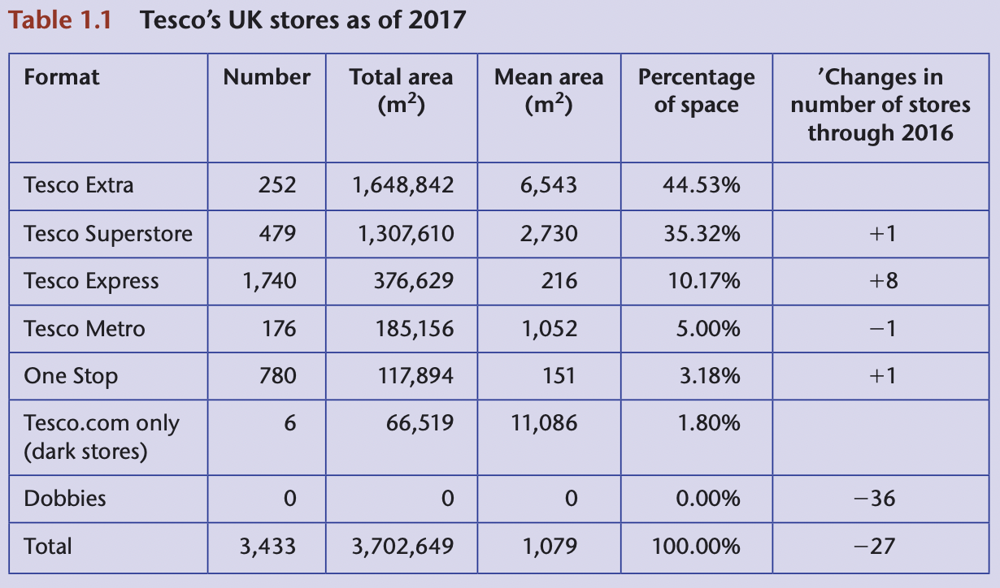 Table 1.1 Tesco's UK stores as of 2017
Format Number Total area (m²) Mean area (m²) Percentage of space ’Changes in number of stores through 2016
Tesco Extra 252 1,648,842 6,543 44.53%
Tesco Superstore 479 1,307,610 2,730 35.32% +1
Tesco Express 1,740 376,629 216 10.17% +8
Tesco Metro 176 185,156 1,052 5.00% −1
One Stop 780 117,894 151 3.18% +1
Tesco.com only (dark stores) 6 66,519 11,086 1.80%
Dobbies 0 0 0 0.00% −36
Total 3,433 3,702,649 1,079 100.00% −27